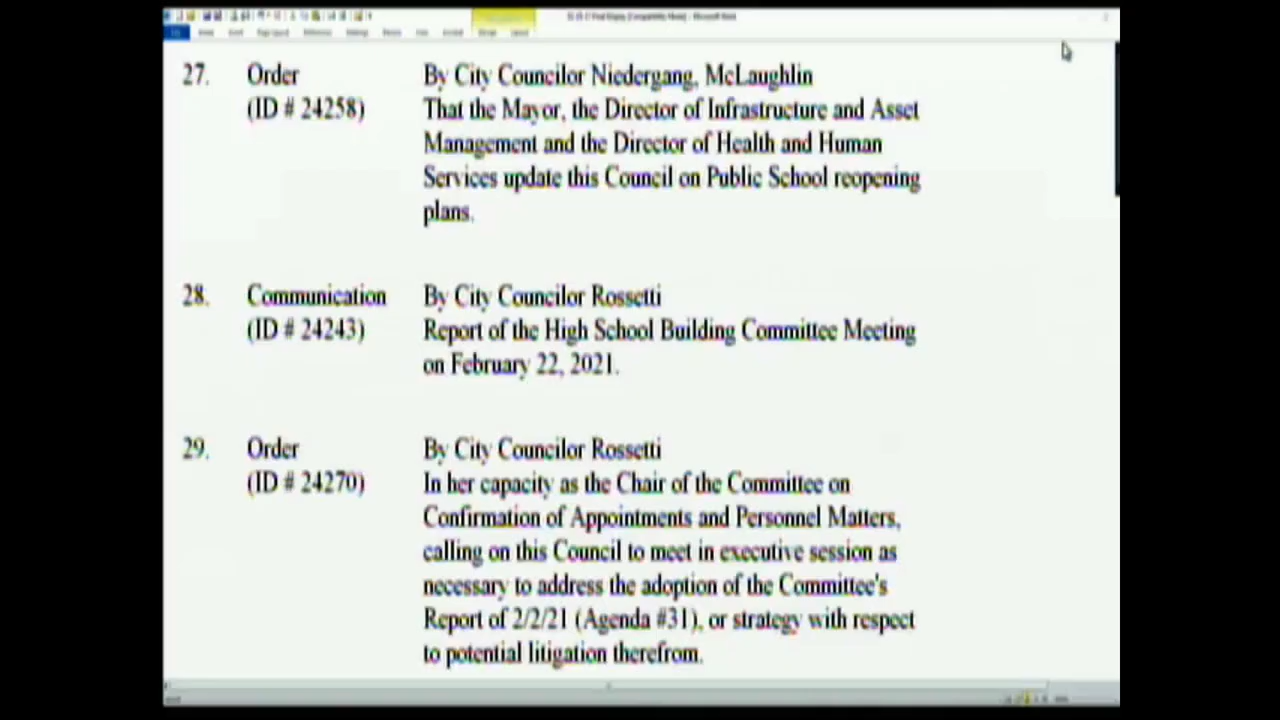 27. Order By City Councilor Niedergang, McLaughlin
(ID # 24258) That the Mayor, the Director of Infrastructure and Asset
Management and the Director of Health and Human
Services update this Council on Public School reopening
plans.
28. Communication By City Councilor Rossetti
(ID # 24243) Report of the High School Building Committee Meeting
on February 22, 2021.
29. Order By City Councilor Rossetti
(ID # 24270) In her capacity as the Chair of the Committee on
Confirmation of Appointments and Personnel Matters,
calling on this Council to meet in executive session as
necessary to address the adoption of the Committee's
Report of 2/2/21 (Agenda #31), or strategy with respect
to potential litigation therefrom.